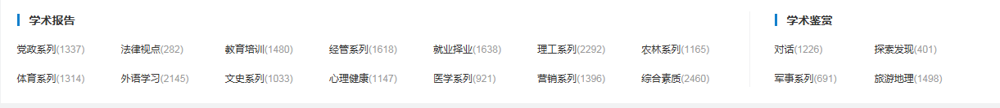 学术报告
党政系列(1337) 法律视点(282) 教育培训(1480) 经管系列(1618) 就业择业(1638) 理工系列(2292) 农林系列(1165)
体育系列(1314) 外语学习(2145) 文史系列(1033) 心理健康(1147) 医学系列(921) 营销系列(1396) 综合素质(2460)
学术鉴赏
对话(1226) 探索发现(401)
军事系列(691) 旅游地理(1498)